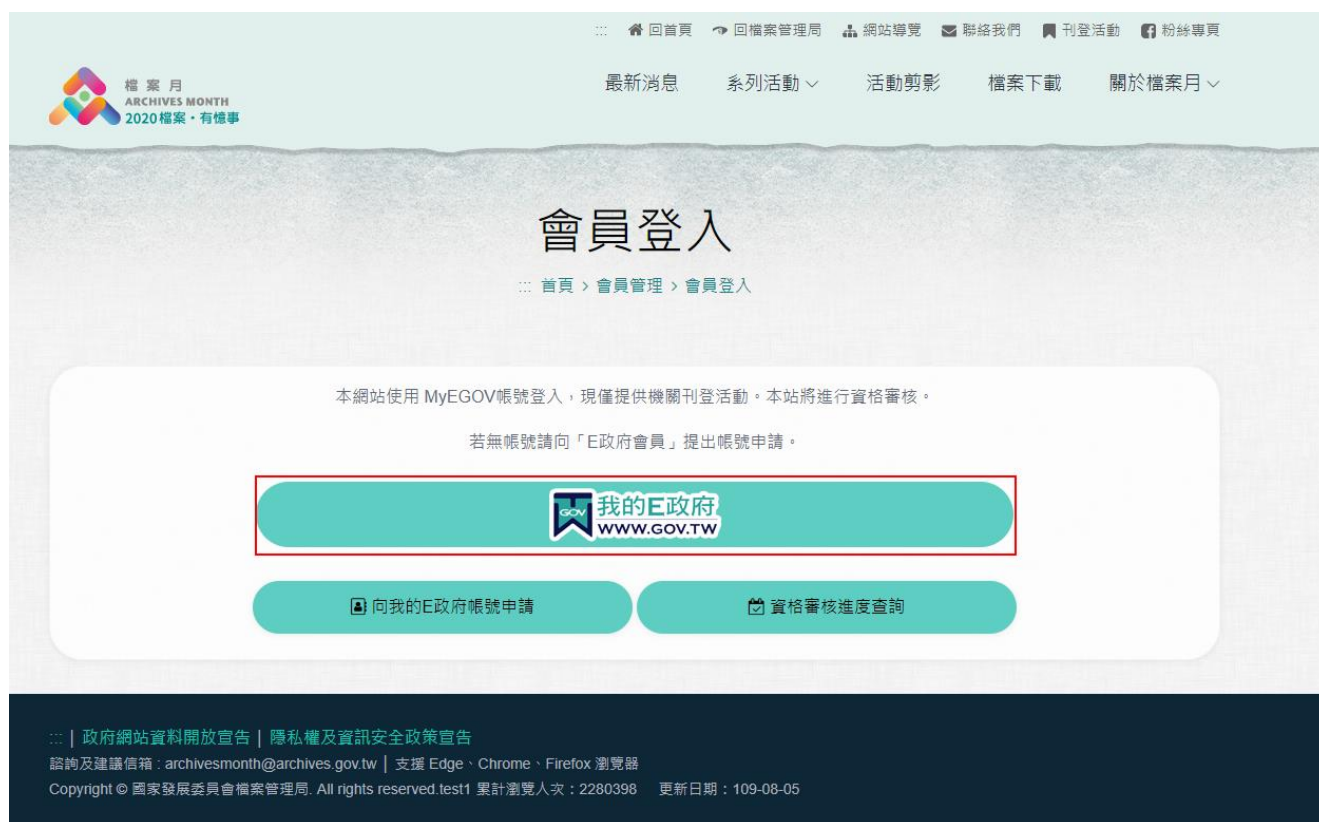 ::: 回首頁 回檔案管理局 網站導覽 聯絡我們 刊登活動 粉絲專頁
檔案月
ARCHIVES MONTH
2020檔案・有憶事
最新消息 系列活動 活動剪影 檔案下載 關於檔案月
會員登入
::: 首頁 > 會員管理 > 會員登入
本網站使用 MyEGOV帳號登入，現僅提供機關刊登活動。本站將進行資格審核。
若無帳號請向「E政府會員」提出帳號申請。
GOV 我的E政府
WWW.GOV.TW
向我的E政府帳號申請
資格審核進度查詢
::: | 政府網站資料開放宣告 | 隱私權及資訊安全政策宣告
諮詢及建議信箱 : archivesmonth@archives.gov.tw | 支援 Edge、Chrome、Firefox 瀏覽器
Copyright © 國家發展委員會檔案管理局. All rights reserved.test1 累計瀏覽人次：2280398 更新日期：109-08-05